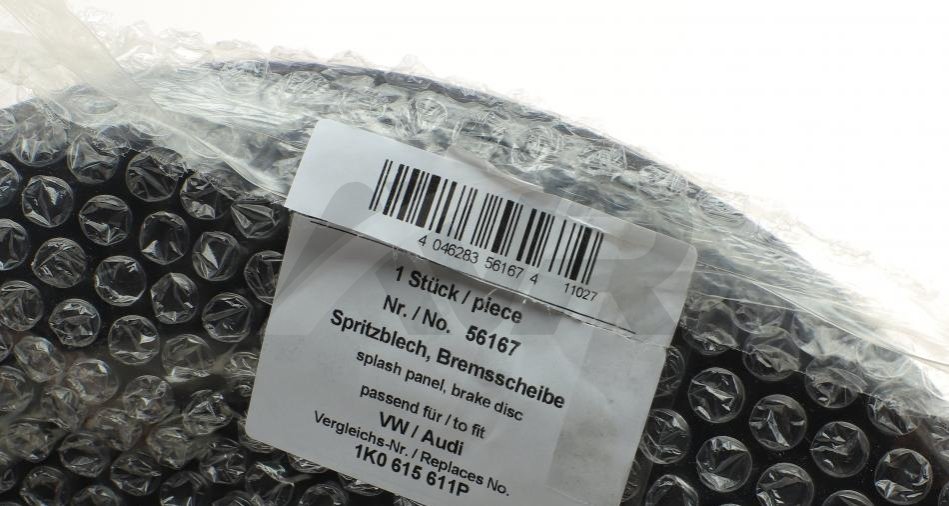 4 046283 56167 4 11027
1 Stück / piece
Nr. / No. 56167
Spritzblech, Bremsscheibe
splash panel, brake disc
passend für / to fit
VW / Audi
Vergleichs-Nr. / Replaces No.
1K0 615 611P